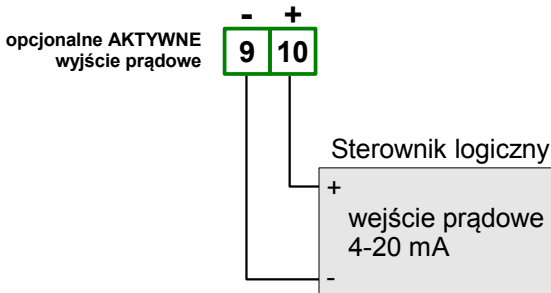 - +
opcjonalne AKTYWNE
wyjście prądowe
9 10
Sterownik logiczny
+
wejście prądowe
4-20 mA
-